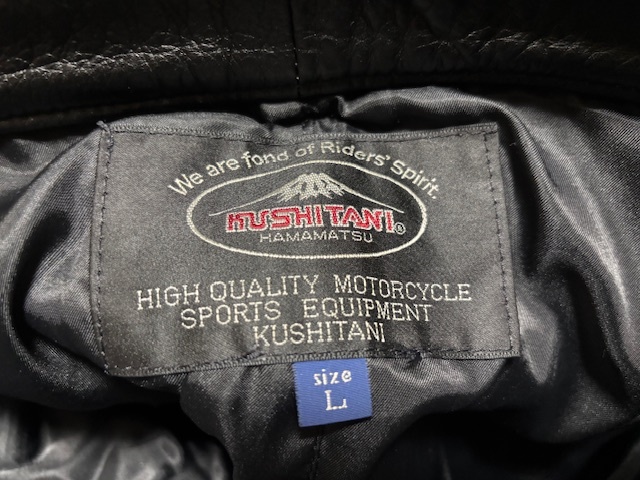 We are fond of Riders' Spirit.
KUSHITANI®
HAMAMATSU
HIGH QUALITY MOTORCYCLE
SPORTS EQUIPMENT
KUSHITANI
size
L